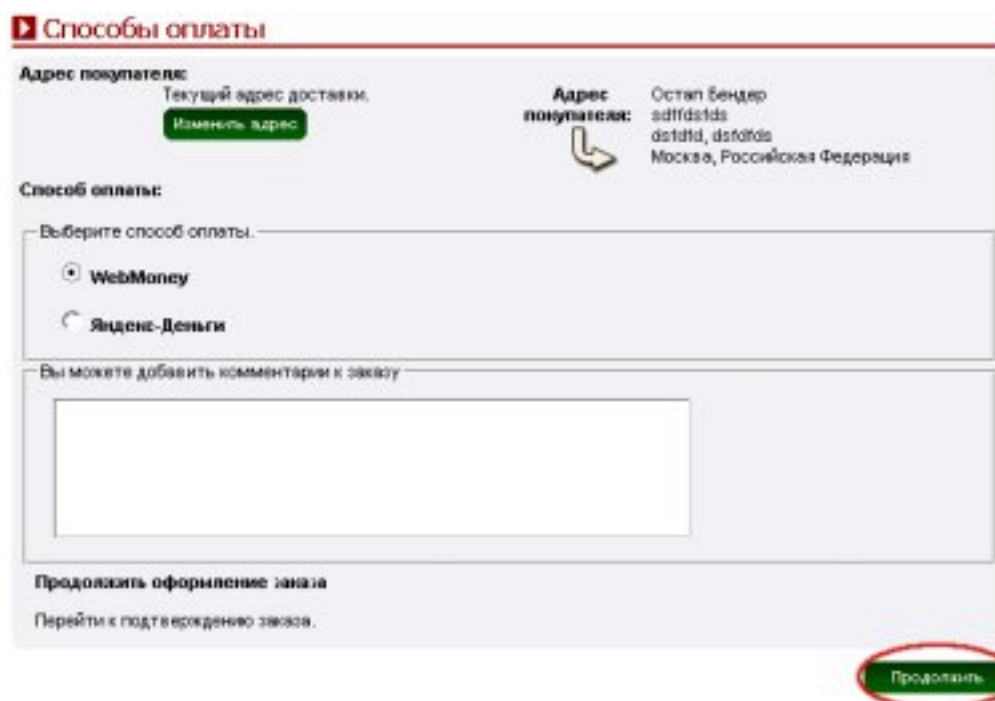 Способы оплаты
Адрес покупателя:
Текущий адрес доставки.
Изменить адрес
Адрес покупателя:
Остап Бендер
sdffdsfds
dsfdfd, dsfdfds
Москва, Российская Федерация
Способ оплаты:
Выберите способ оплаты.
WebMoney
Яндекс-Деньги
Вы можете добавить комментарии к заказу
Продолжить оформление заказа
Перейти к подтверждению заказа.
Продолжить